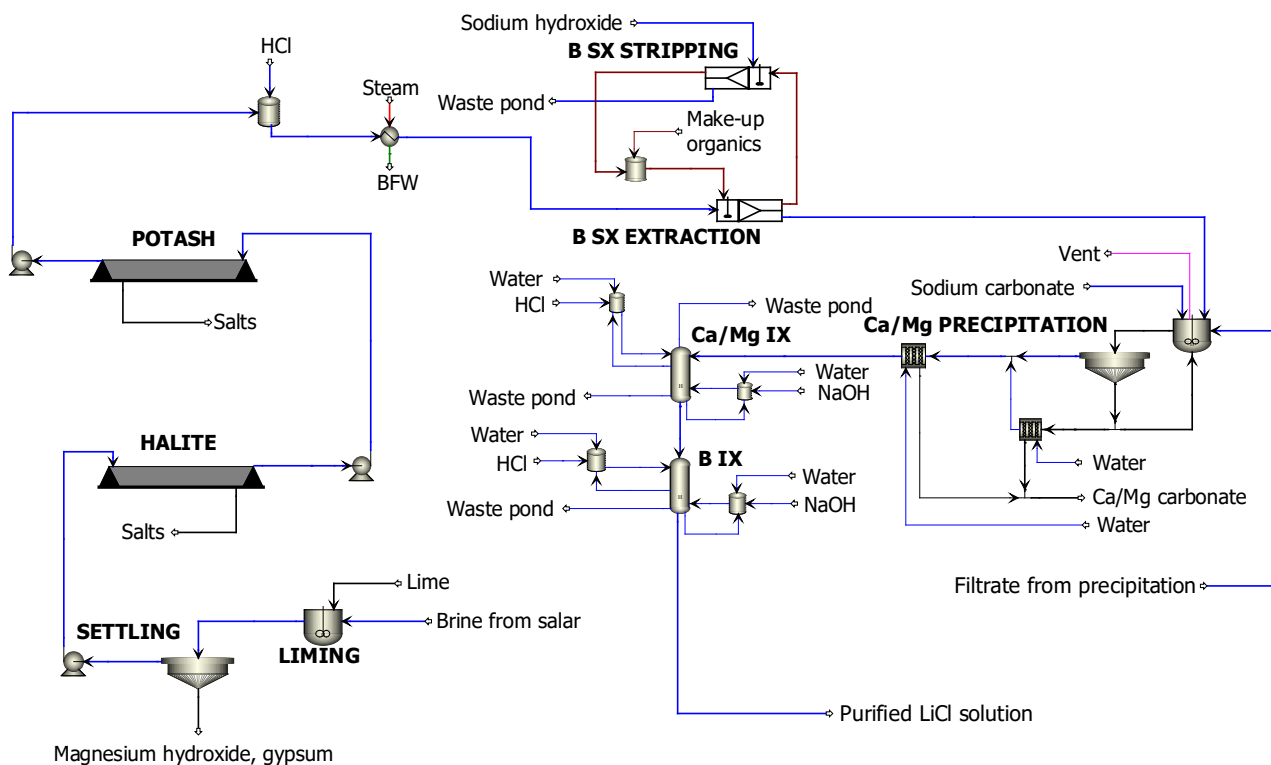 Sodium hydroxide
B SX STRIPPING
HCl
Steam
Waste pond
Make-up
organics
BFW
POTASH
B SX EXTRACTION
Salts
Vent
Sodium carbonate
Water
HCl
Waste pond
Ca/Mg PRECIPITATION
Ca/Mg IX
Water
NaOH
Waste pond
HALITE
Water
HCl
B IX
Water
Water
NaOH
Ca/Mg carbonate
Waste pond
Water
Salts
Lime
Filtrate from precipitation
Brine from salar
SETTLING
LIMING
Purified LiCl solution
Magnesium hydroxide, gypsum